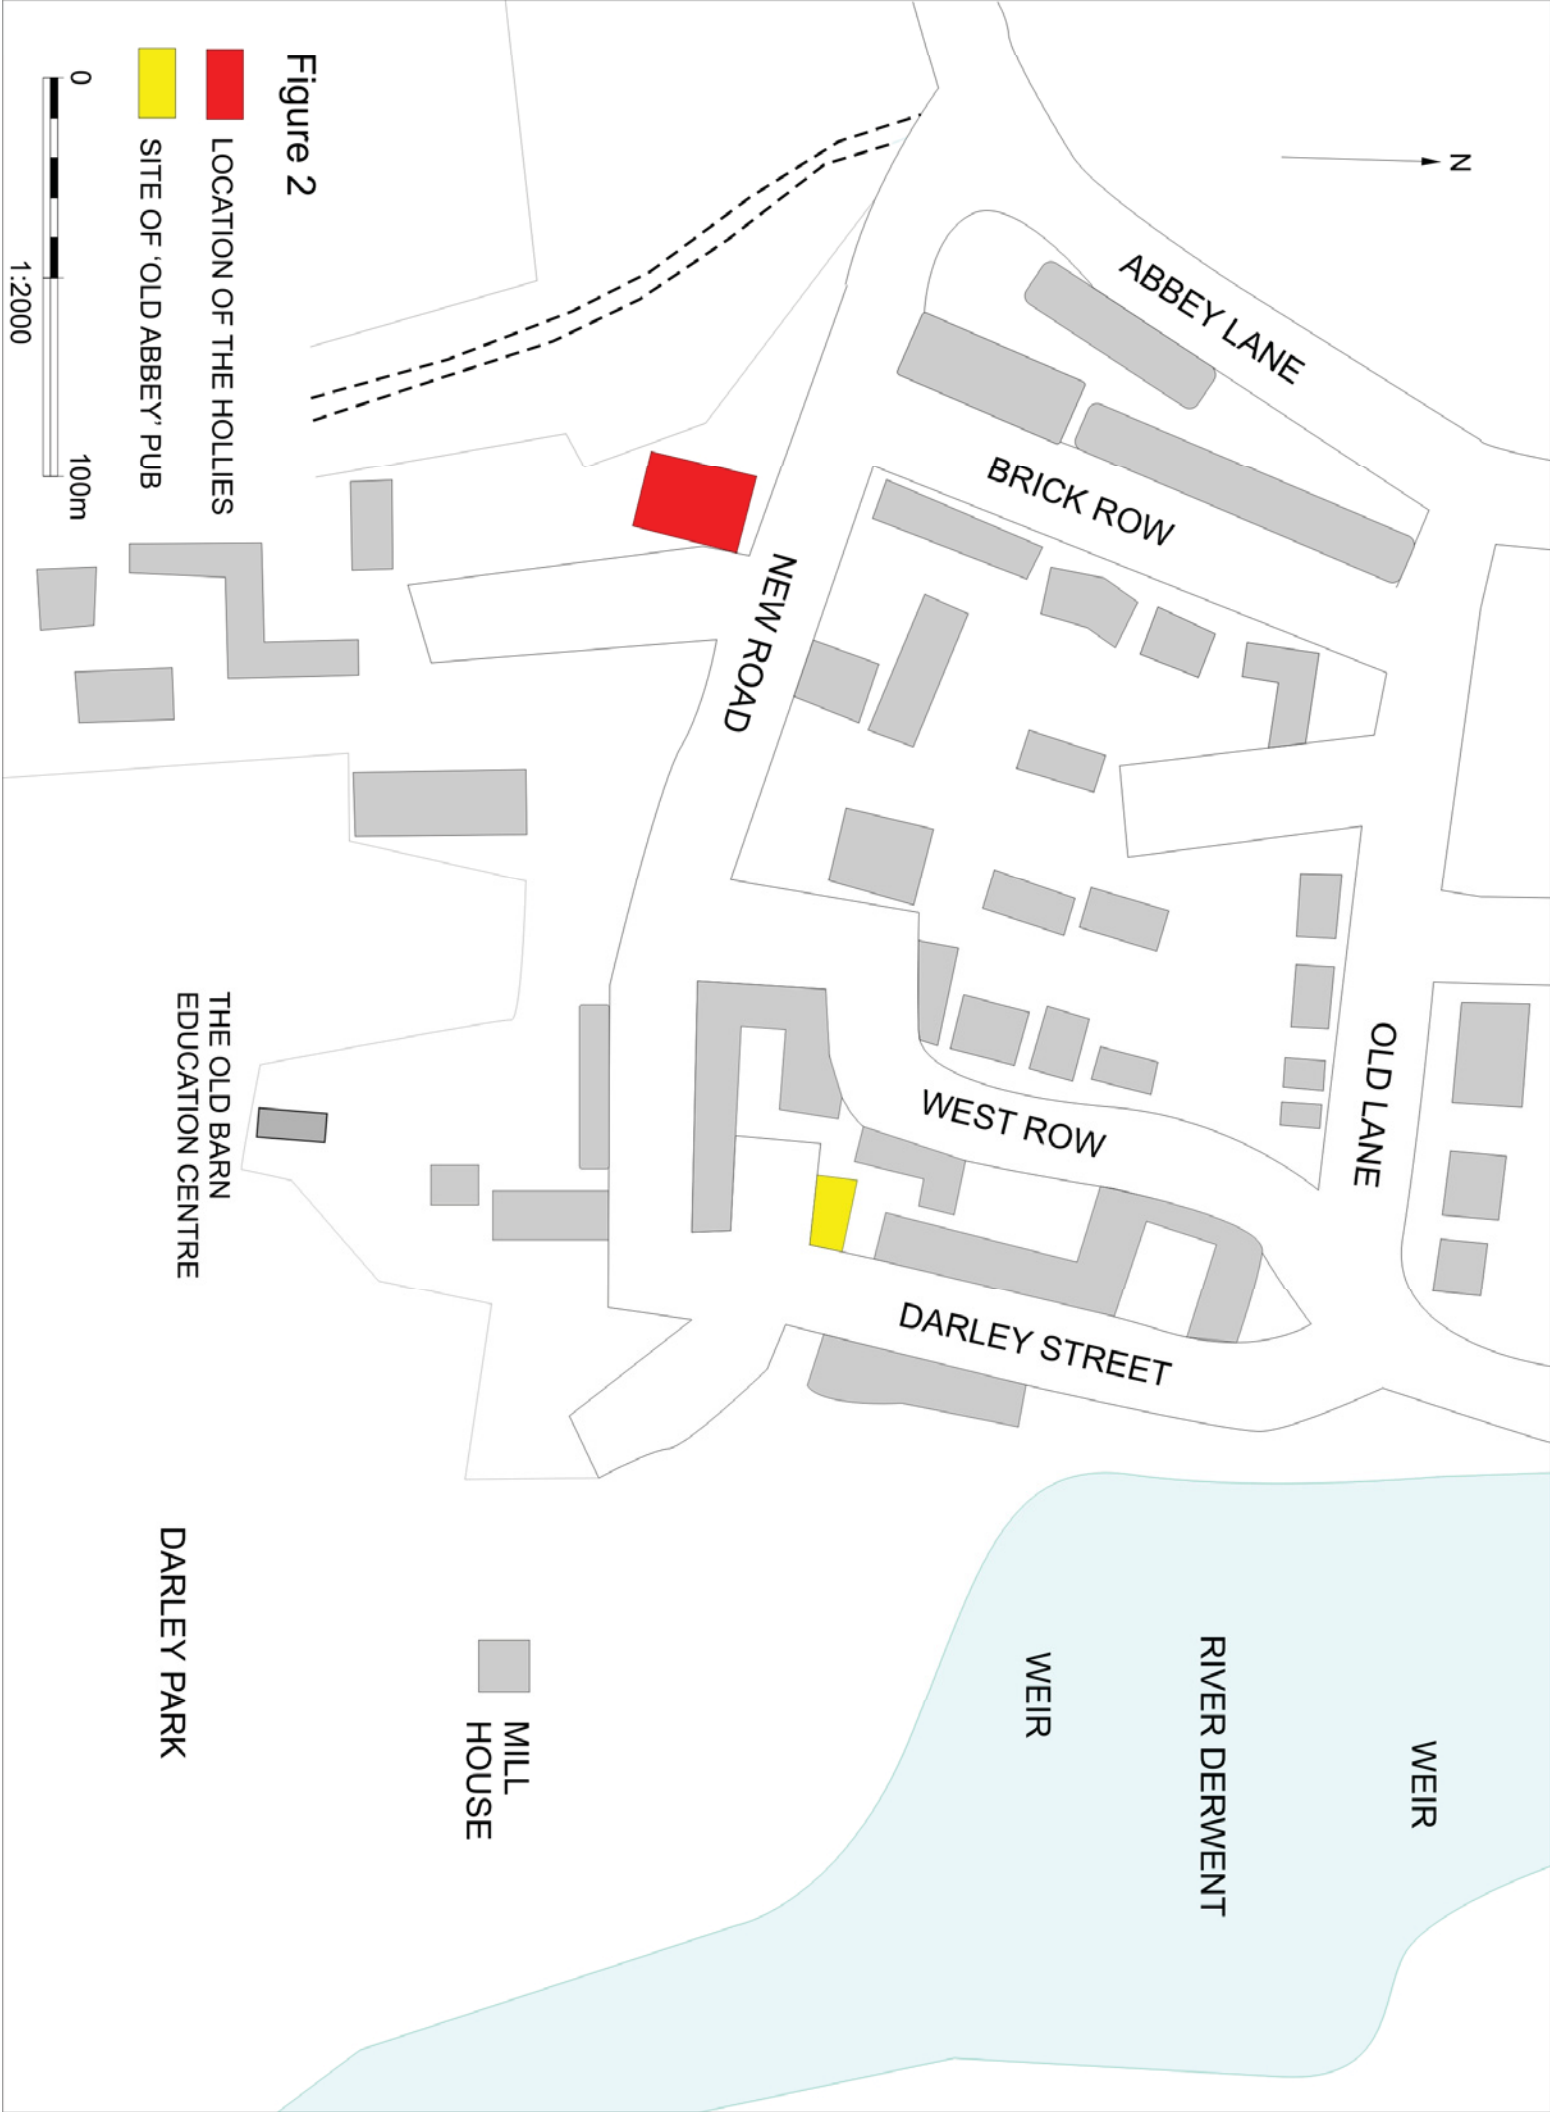 N
ABBEY LANE
BRICK ROW
NEW ROAD
OLD LANE
WEST ROW
DARLEY STREET
WEIR
RIVER DERWENT
WEIR
MILL
HOUSE
DARLEY PARK
THE OLD BARN
EDUCATION CENTRE
Figure 2
LOCATION OF THE HOLLIES
SITE OF ‘OLD ABBEY’ PUB
0
100m
1:2000